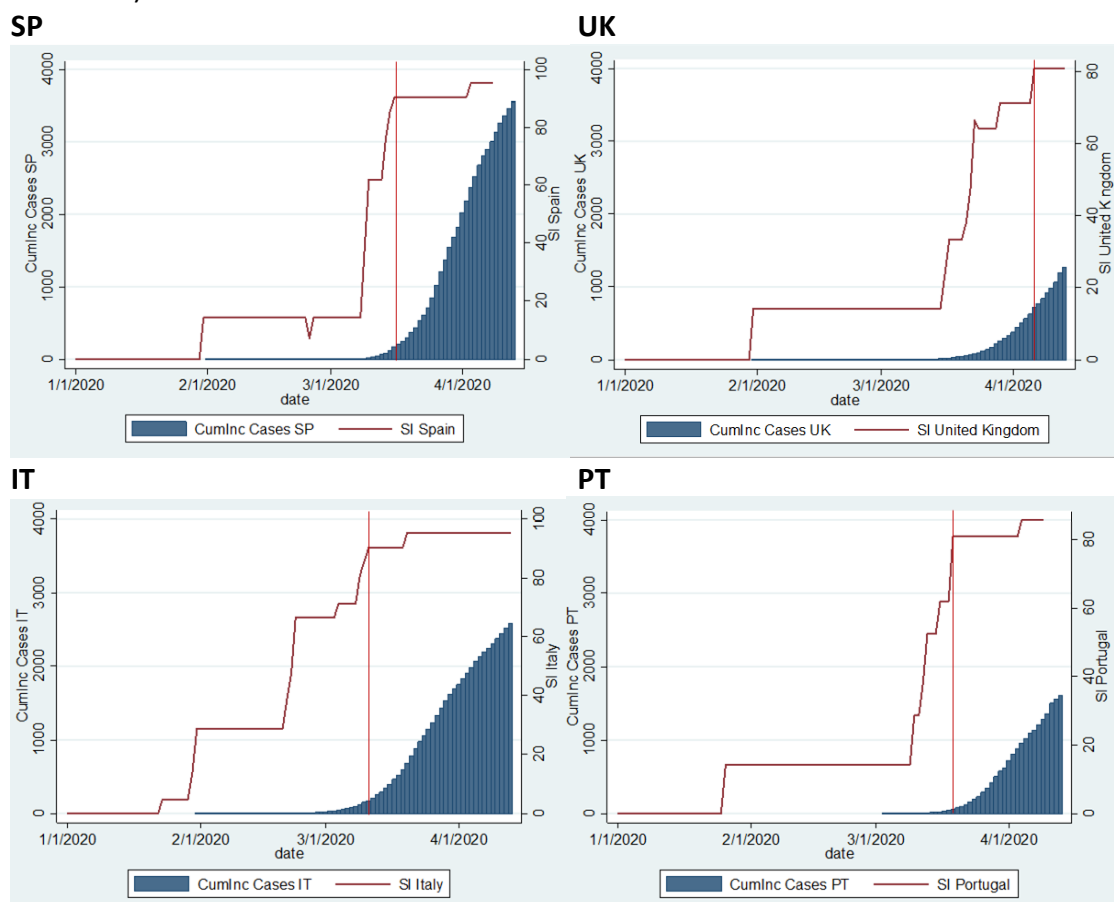 SP
UK
4000
3000
2000
1000
0
CumInc Cases SP
100
80
60
40
20
0
SI Spain
1/1/2020 2/1/2020 3/1/2020 4/1/2020
date
CumInc Cases SP SI Spain
4000
3000
2000
1000
0
CumInc Cases UK
80
60
40
20
0
SI United K ngdom
1/1/2020 2/1/2020 3/1/2020 4/1/2020
date
CumInc Cases UK SI United Kingdom
IT
PT
4000
3000
2000
1000
0
CumInc Cases IT
100
80
60
40
20
0
SI Italy
1/1/2020 2/1/2020 3/1/2020 4/1/2020
date
CumInc Cases IT SI Italy
4000
3000
2000
1000
0
CumInc Cases PT
80
60
40
20
0
SI Portugal
1/1/2020 2/1/2020 3/1/2020 4/1/2020
date
CumInc Cases PT SI Portugal